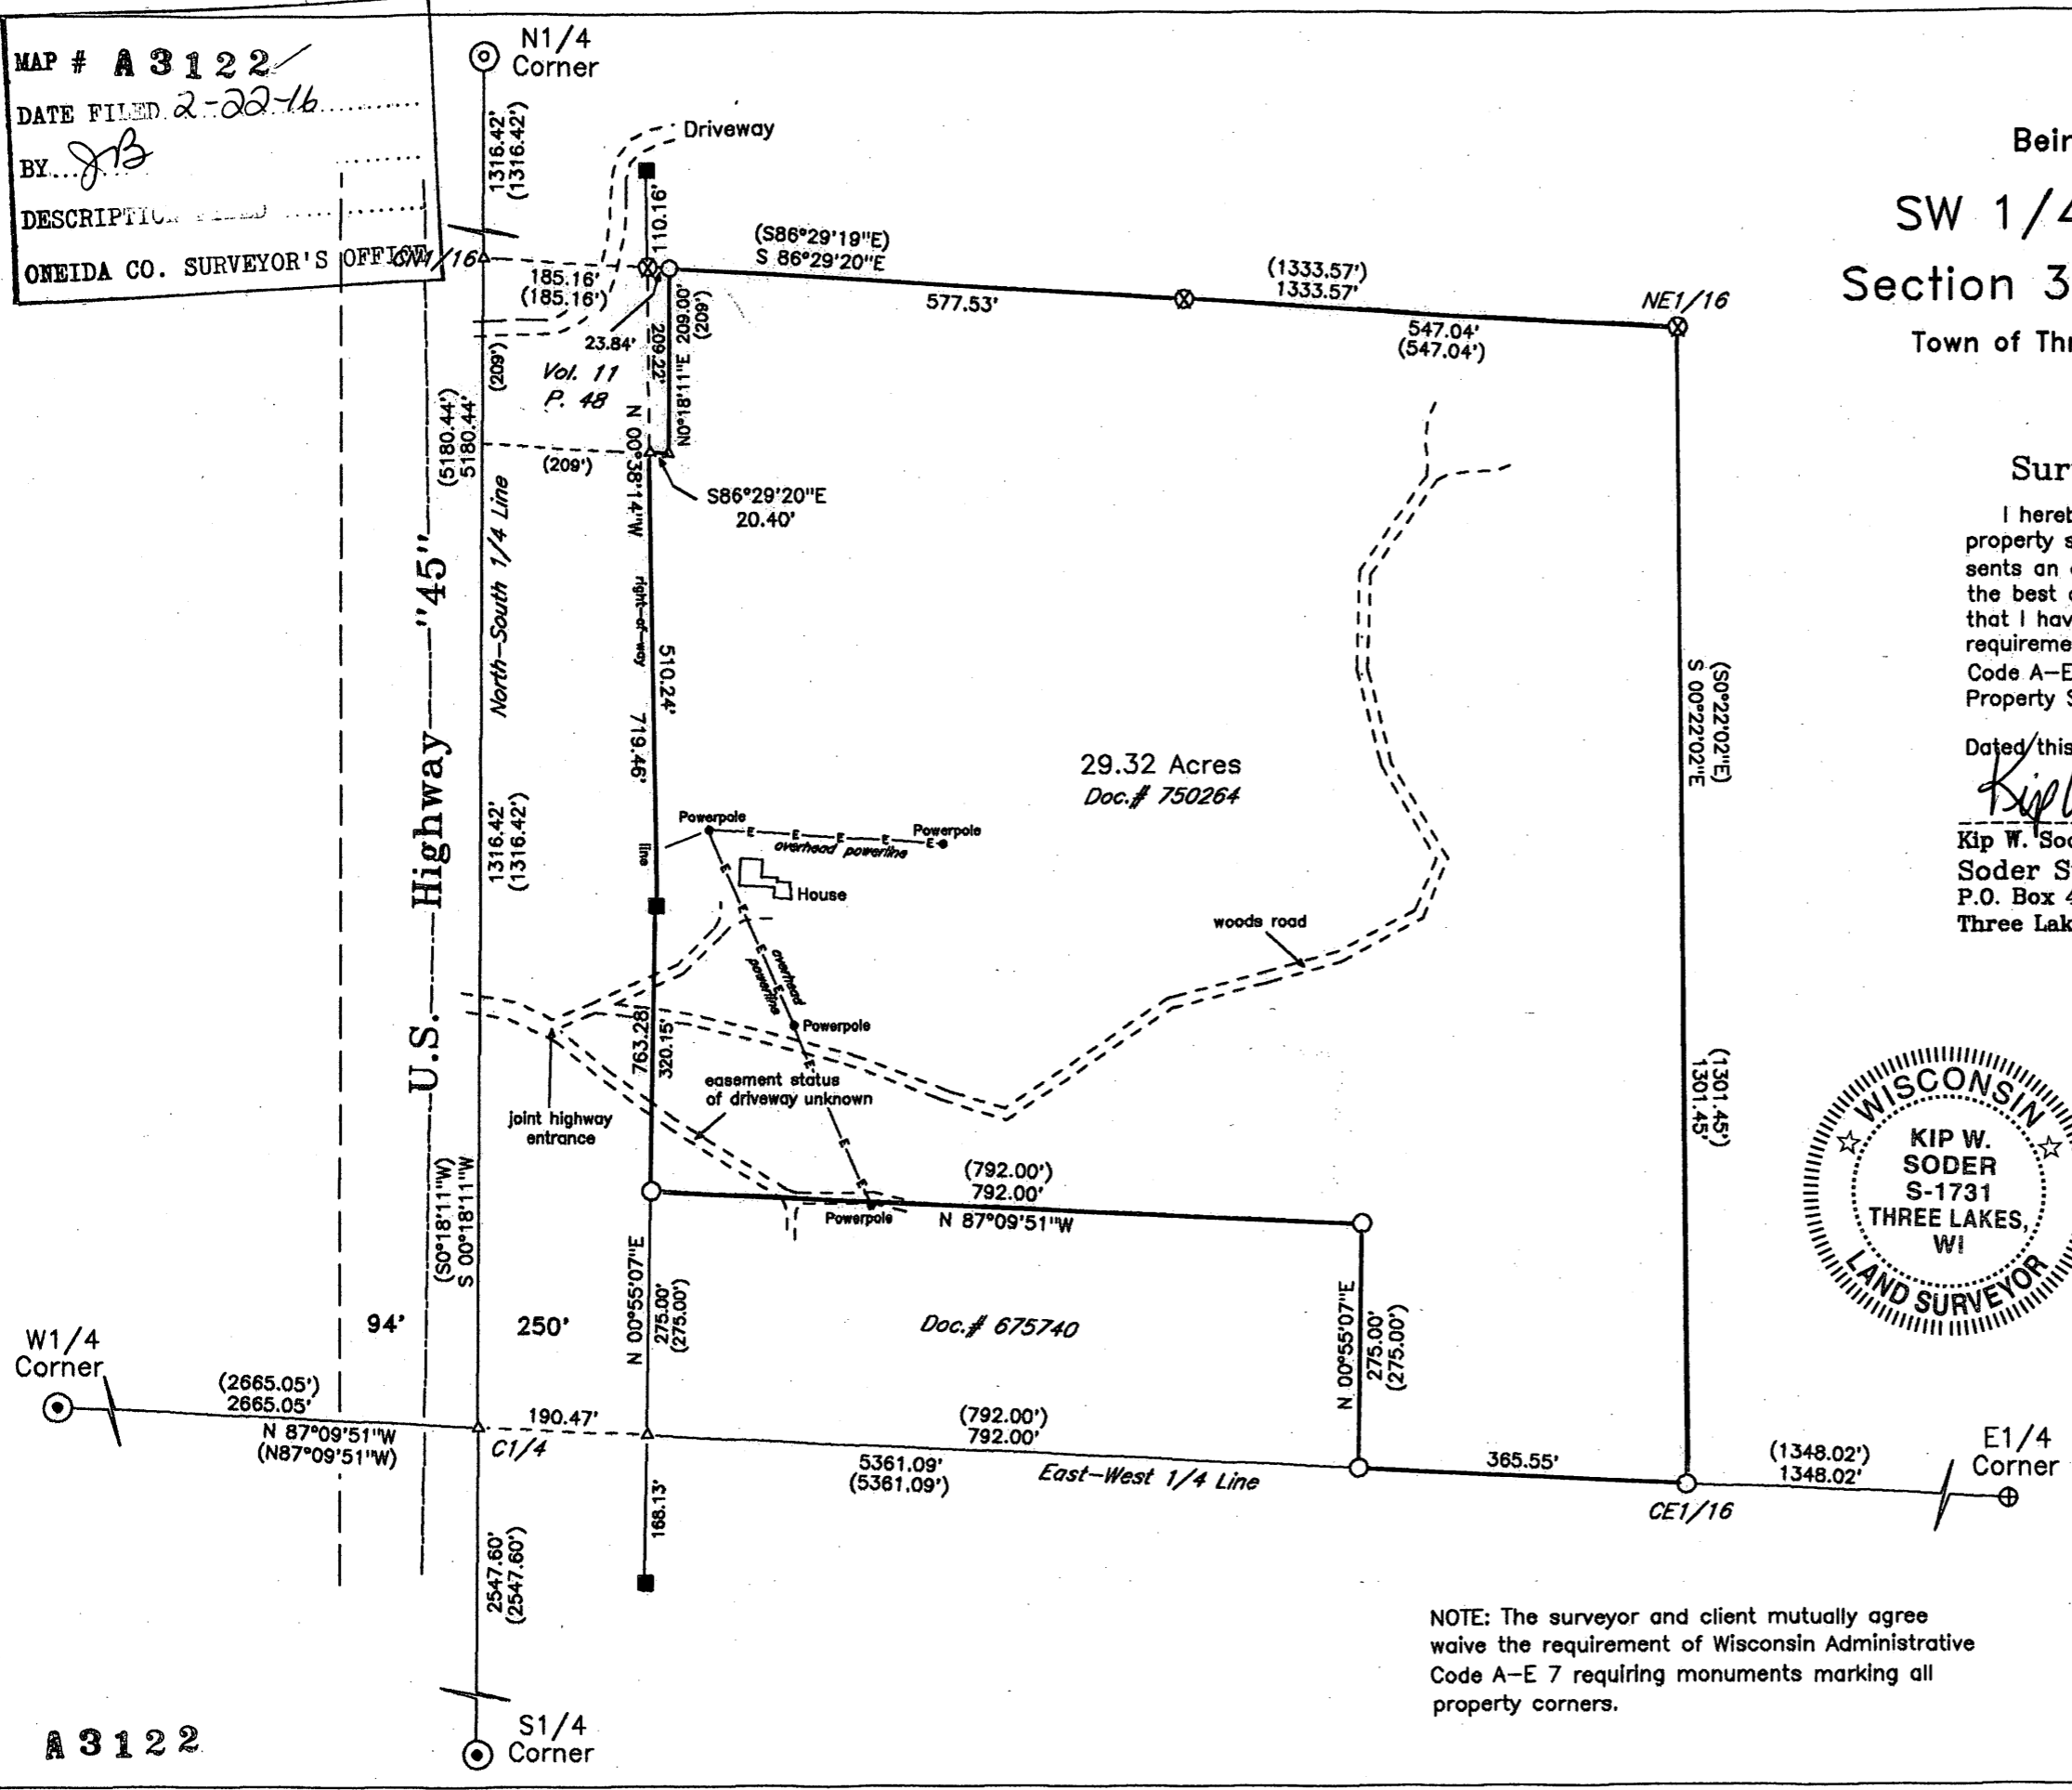 MAP # A 3 1 2 2
DATE FILED 2-22-16
BY JB
ONEIDA CO. SURVEYOR'S OFFICE
N1/4
Corner
1316.42'
(1316.42')
Driveway
110.16'
CN1/16
185.16'
(185.16')
(S86°29'19"E)
S 86°29'20"E
577.53'
(1333.57')
1333.57'
547.04'
(547.04')
NE1/16
23.84'
209.22'
N0°18'11"E 209.00'
(209')
(209')
Vol. 11
P. 48
(209')
S86°29'20"E
20.40'
(5180.44')
5180.44'
North-South 1/4 Line
N 00°38'14"W
right-of-way
line
510.24'
719.46'
U.S. Highway "45"
1316.42'
(1316.42')
29.32 Acres
Doc.# 750264
Powerpole
overhead powerline
Powerpole
House
overhead
powerline
Powerpole
woods road
(S0°22'02"E)
S 00°22'02"E
(1301.45')
1301.45'
763.28'
320.15'
joint highway
entrance
easement status
of driveway unknown
Powerpole
(792.00')
792.00'
N 87°09'51"W
(S0°18'11"W)
S 00°18'11"W
94'
250'
N 00°55'07"E
275.00'
(275.00')
Doc.# 675740
N 00°55'07"E
275.00'
(275.00')
W1/4
Corner
(2665.05')
2665.05'
N 87°09'51"W
(N87°09'51"W)
190.47'
C1/4
(792.00')
792.00'
5361.09'
(5361.09')
East-West 1/4 Line
365.55'
CE1/16
(1348.02')
1348.02'
E1/4
Corner
168.13'
2547.60'
(2547.60')
S1/4
Corner
A 3 1 2 2
NOTE: The surveyor and client mutually agree
waive the requirement of Wisconsin Administrative
Code A-E 7 requiring monuments marking all
property corners.
Bein
SW 1/4
Section 3
Town of Thr
Sur
I hereb
property s
sents an
the best
that I hav
requireme
Code A-E
Property S
Dated this
Kip
Kip W. Sod
Soder S
P.O. Box 4
Three Lak
WISCONSIN
KIP W.
SODER
S-1731
THREE LAKES,
WI
LAND SURVEYOR